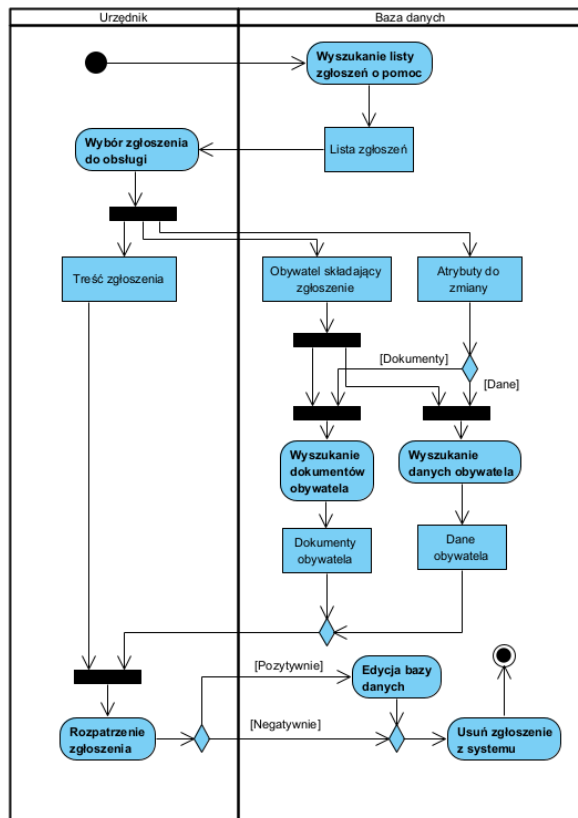 Urzędnik
Baza danych
Wyszukanie listy
zgłoszeń o pomoc
Wybór zgłoszenia
do obsługi
Lista zgłoszeń
Treść zgłoszenia
Obywatel składający
zgłoszenie
Atrybuty do
zmiany
[Dokumenty]
[Dane]
Wyszukanie
dokumentów
obywatela
Wyszukanie
danych obywatela
Dokumenty
obywatela
Dane
obywatela
[Pozytywnie]
Edycja bazy
danych
Rozpatrzenie
zgłoszenia
[Negatywnie]
Usuń zgłoszenie
z systemu